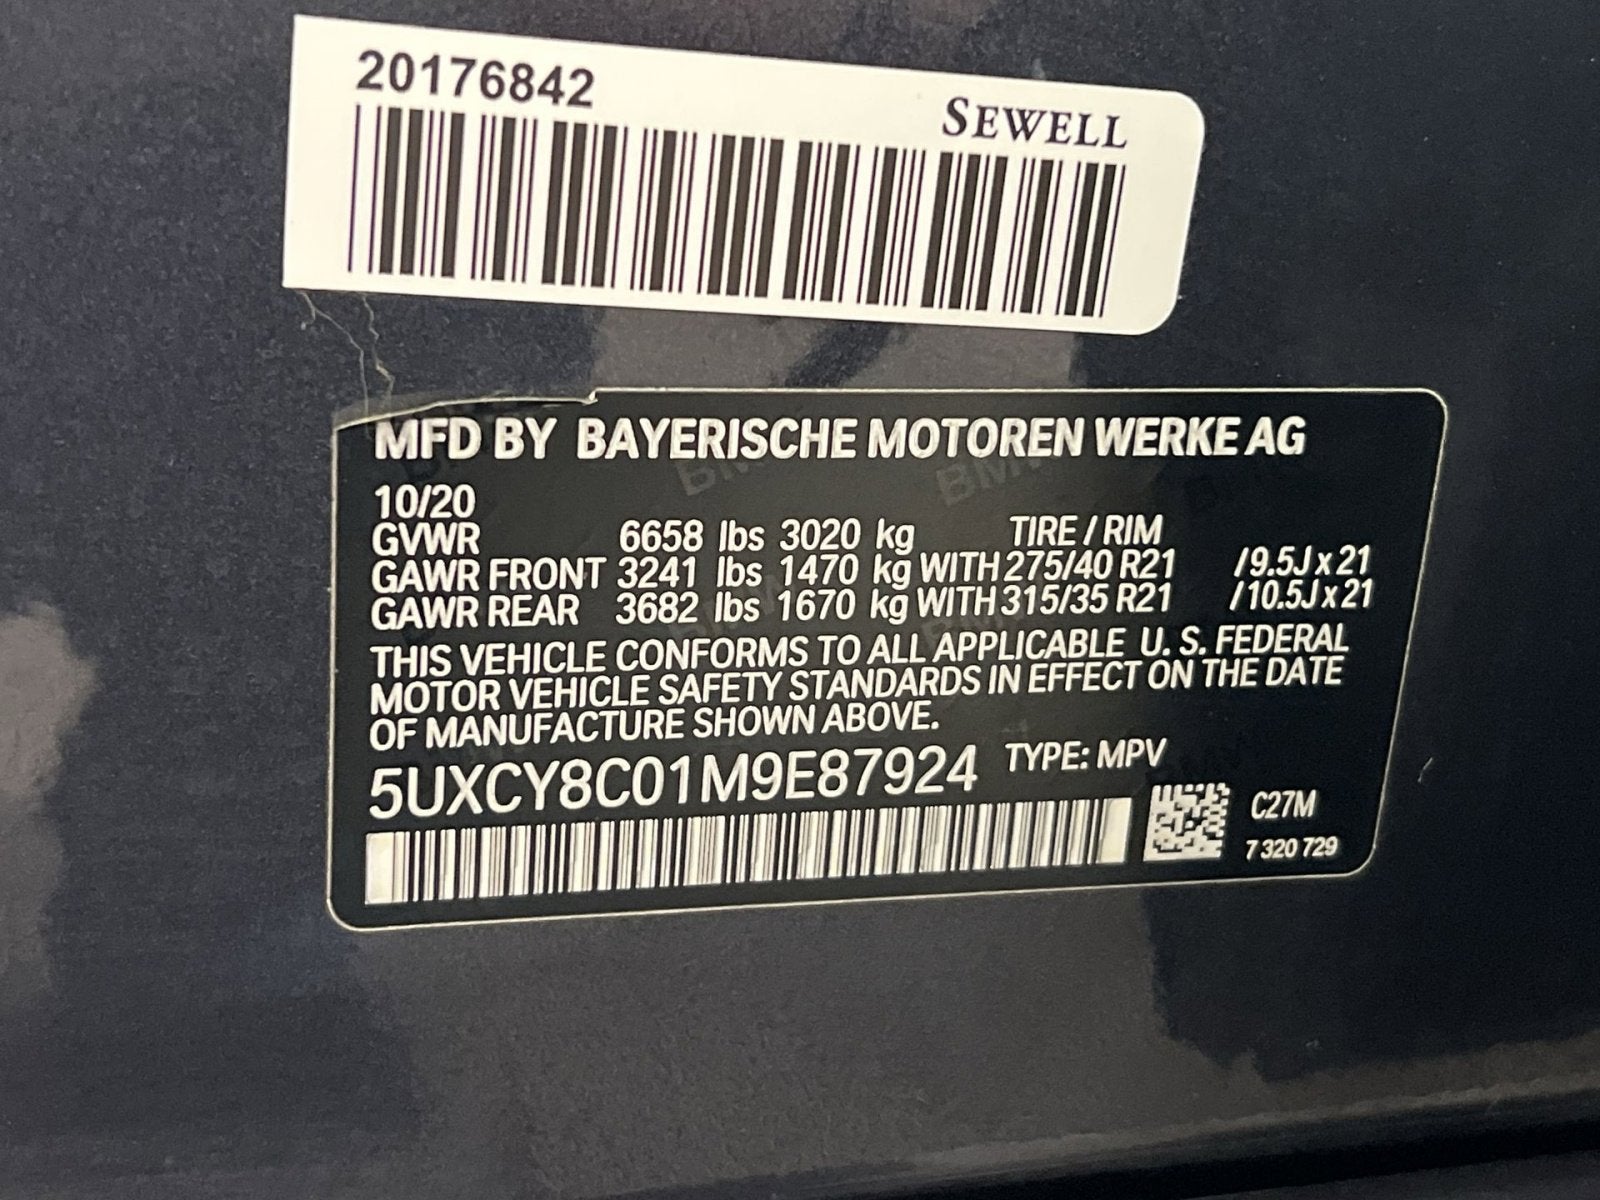 20176842
SEWELL
MFD BY BAYERISCHE MOTOREN WERKE AG
10/20
GVWR 6658 lbs 3020 kg TIRE / RIM
GAWR FRONT 3241 lbs 1470 kg WITH 275/40 R21 /9.5J x 21
GAWR REAR 3682 lbs 1670 kg WITH 315/35 R21 /10.5J x 21
THIS VEHICLE CONFORMS TO ALL APPLICABLE U. S. FEDERAL
MOTOR VEHICLE SAFETY STANDARDS IN EFFECT ON THE DATE
OF MANUFACTURE SHOWN ABOVE.
5UXCY8C01M9E87924 TYPE: MPV
C27M
7 320 729